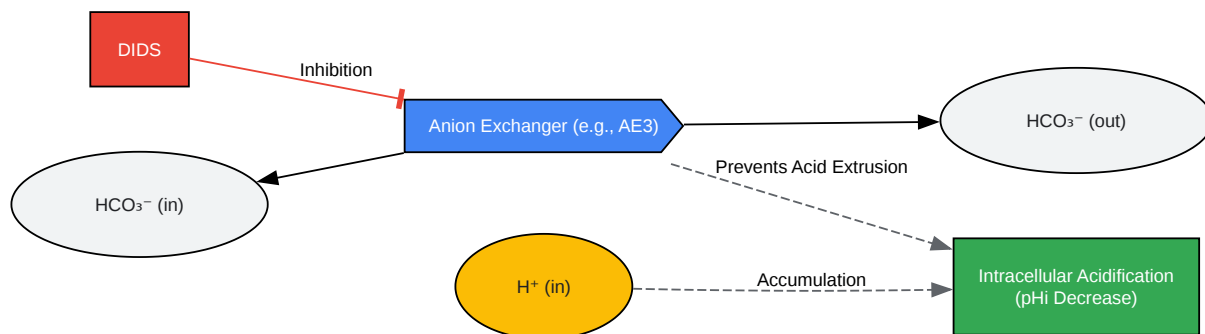 DIDS
Inhibition
Anion Exchanger (e.g., AE3)
HCO₃⁻ (out)
Prevents Acid Extrusion
HCO₃⁻ (in)
H⁺ (in)
Accumulation
Intracellular Acidification
(pHi Decrease)